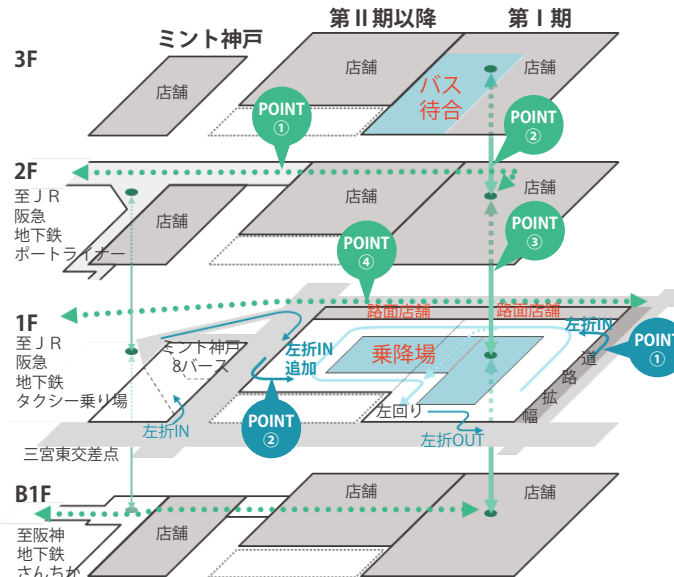 第Ⅱ期以降
第Ⅰ期
ミント神戸
3F
店舗
店舗
店舗
バス
待合
POINT
①
POINT
②
2F
至ＪＲ
阪急
地下鉄
ポートライナー
店舗
店舗
店舗
POINT
③
POINT
④
1F
至ＪＲ
阪急
地下鉄
タクシー乗り場
路面店舗
路面店舗
ミント神戸
8バース
左折IN
追加
乗降場
左折IN
道路拡幅
POINT
①
POINT
②
左折IN
左回り
左折OUT
三宮東交差点
B1F
至阪神
地下鉄
さんちか
店舗
店舗
店舗